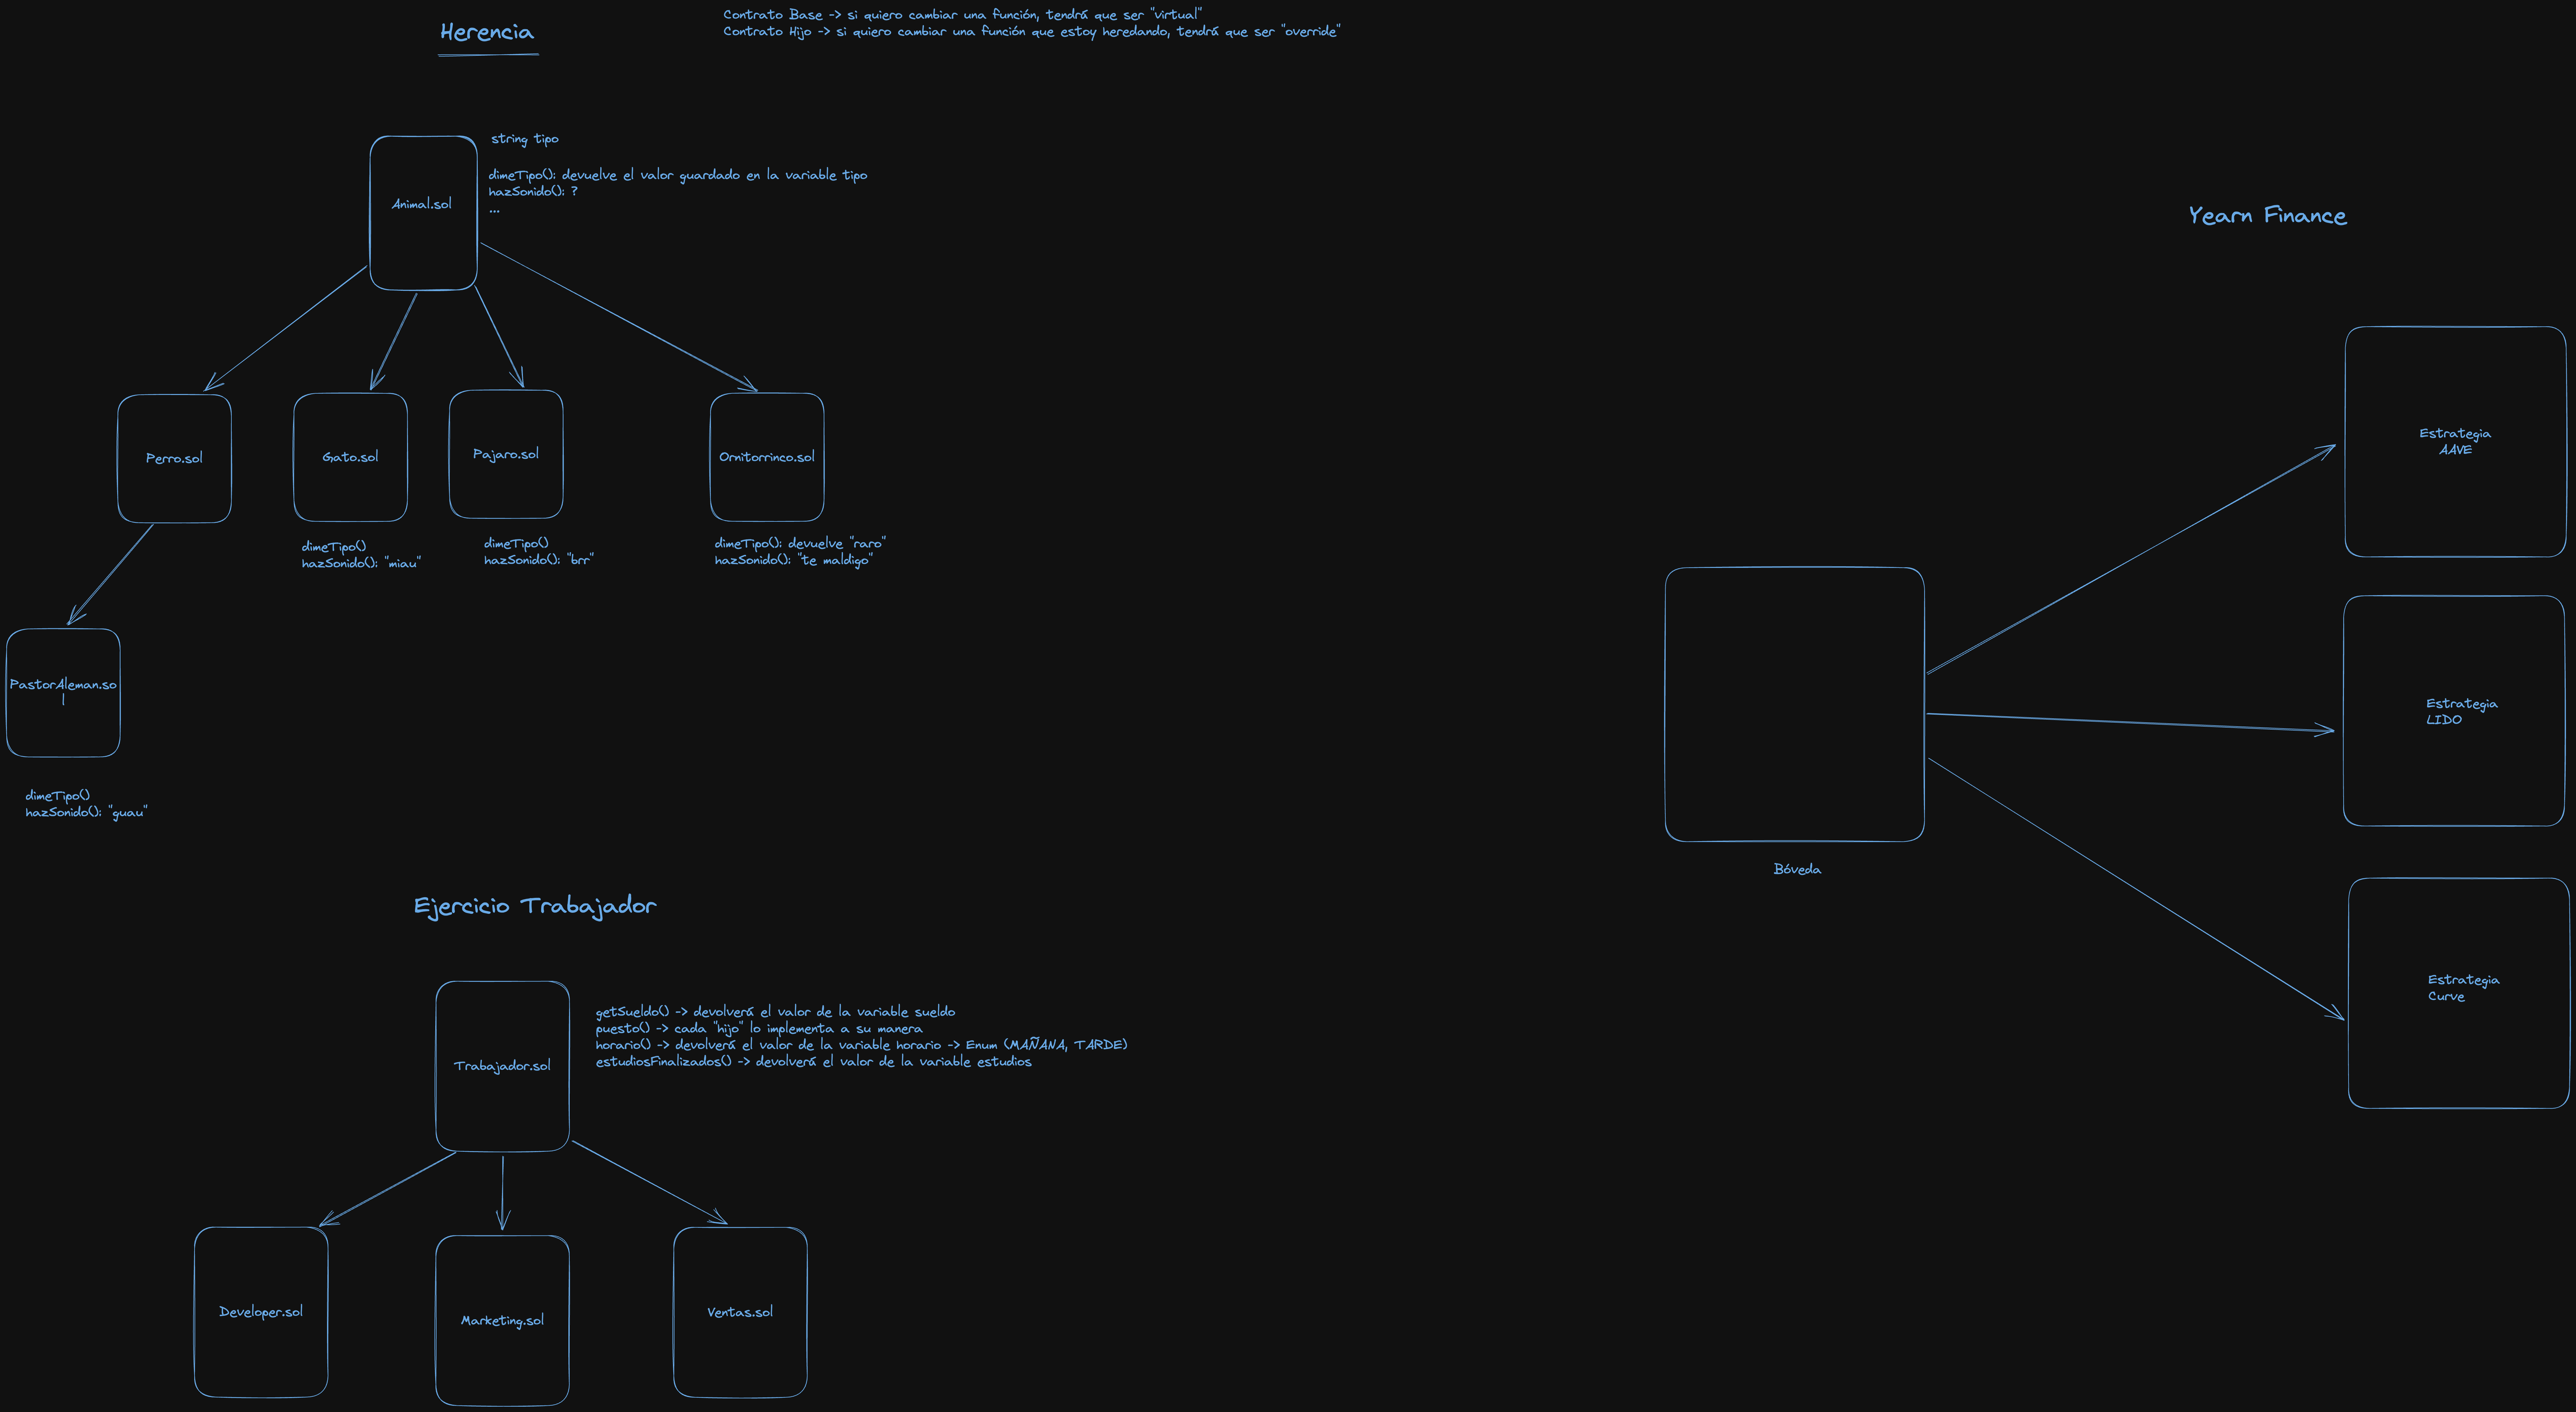 Herencia
Contrato Base -> si quiero cambiar una función, tendrá que ser "virtual"
Contrato Hijo -> si quiero cambiar una función que estoy heredando, tendrá que ser "override"
Animal.sol
string tipo
dimeTipo(): devuelve el valor guardado en la variable tipo
hazSonido(): ?
...
Perro.sol
Gato.sol
Pajaro.sol
Ornitorrinco.sol
dimeTipo()
hazSonido(): "miau"
dimeTipo()
hazSonido(): "brr"
dimeTipo(): devuelve "raro"
hazSonido(): "te maldigo"
PastorAleman.so
l
dimeTipo()
hazSonido(): "guau"
Ejercicio Trabajador
Trabajador.sol
getSueldo() -> devolverá el valor de la variable sueldo
puesto() -> cada "hijo" lo implementa a su manera
horario() -> devolverá el valor de la variable horario -> Enum (MAÑANA, TARDE)
estudiosFinalizados() -> devolverá el valor de la variable estudios
Developer.sol
Marketing.sol
Ventas.sol
Yearn Finance
Bóveda
Estrategia
AAVE
Estrategia
LIDO
Estrategia
Curve